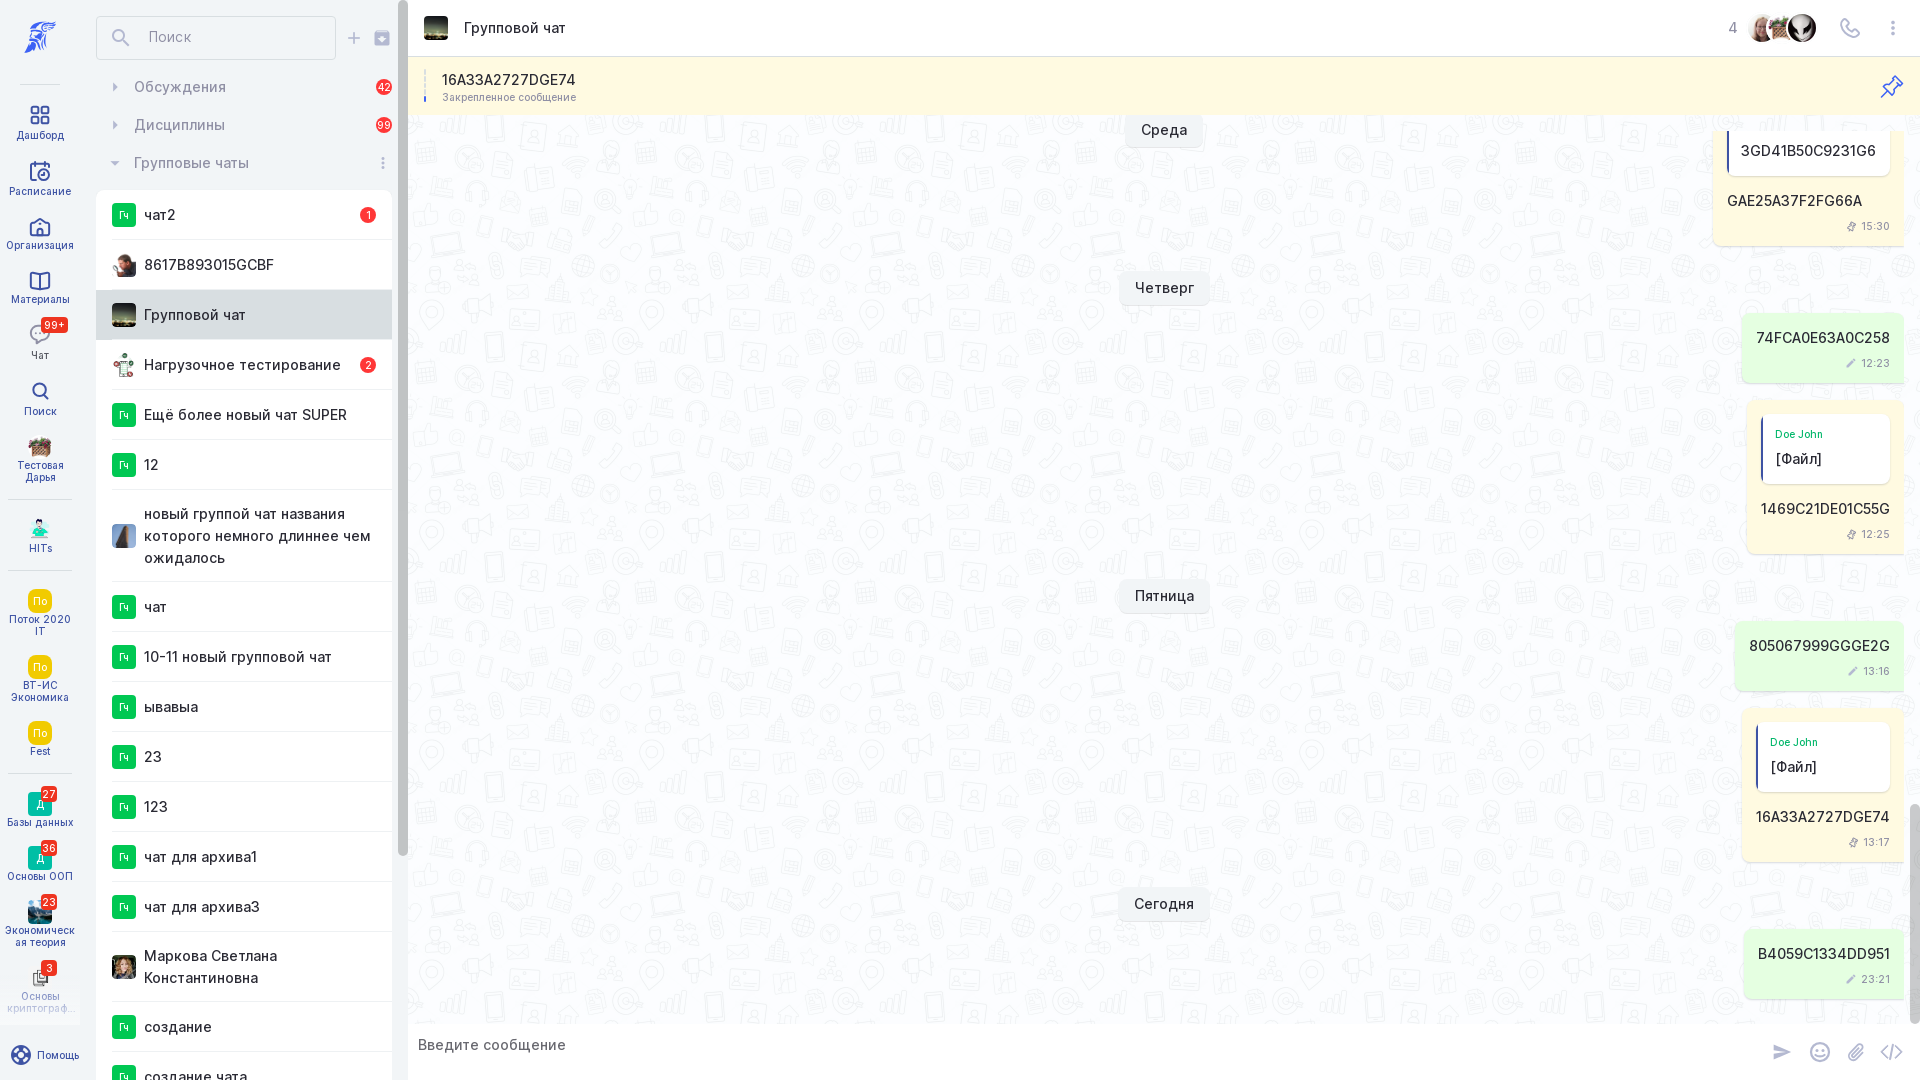 Дашборд
Расписание
Организация
Материалы
99+
Чат
Поиск
Тестовая
Дарья
HITs
По
Поток 2020
IT
По
ВТ-ИС
Экономика
По
Fest
27
Д
Базы данных
36
Д
Основы ООП
23
Экономическ
ая теория
3
Основы
криптограф...
Помощь
Поиск
Обсуждения 42
Дисциплины 99
Групповые чаты
Гч чат2 1
8617B893015GCBF
Групповой чат
Нагрузочное тестирование 2
Гч Ещё более новый чат SUPER
Гч 12
новый группой чат названия
которого немного длиннее чем
ожидалось
Гч чат
Гч 10-11 новый групповой чат
Гч ывавыа
Гч 23
Гч 123
Гч чат для архива1
Гч чат для архива3
Маркова Светлана
Константиновна
Гч создание
Гч создание чата
Групповой чат 4
16A33A2727DGE74
Закрепленное сообщение
Среда
3GD41B50C9231G6
GAE25A37F2FG66A
15:30
Четверг
74FCA0E63A0C258
12:23
Doe John
[Файл]
1469C21DE01C55G
12:25
Пятница
805067999GGGE2G
13:16
Doe John
[Файл]
16A33A2727DGE74
13:17
Сегодня
B4059C1334DD951
23:21
Введите сообщение